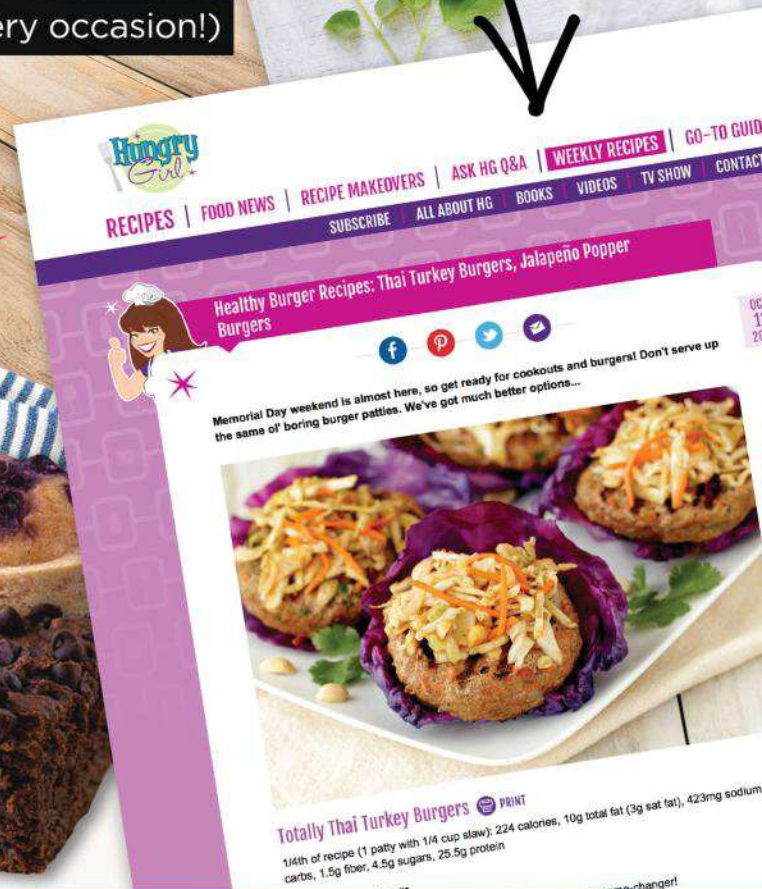 ery occasion!)
Hungry
Girl
RECIPES | FOOD NEWS | RECIPE MAKEOVERS | ASK HG Q&A | WEEKLY RECIPES | GO-TO GUID
SUBSCRIBE | ALL ABOUT HG | BOOKS | VIDEOS | TV SHOW | CONTACT
Healthy Burger Recipes: Thai Turkey Burgers, Jalapeño Popper
Burgers
Memorial Day weekend is almost here, so get ready for cookouts and burgers! Don't serve up
the same ol' boring burger patties. We've got much better options...
Totally Thai Turkey Burgers PRINT
1/4th of recipe (1 patty with 1/4 cup slaw): 224 calories, 10g total fat (3g sat fat), 423mg sodium
carbs, 1.5g fiber, 4.5g sugars, 25.5g protein